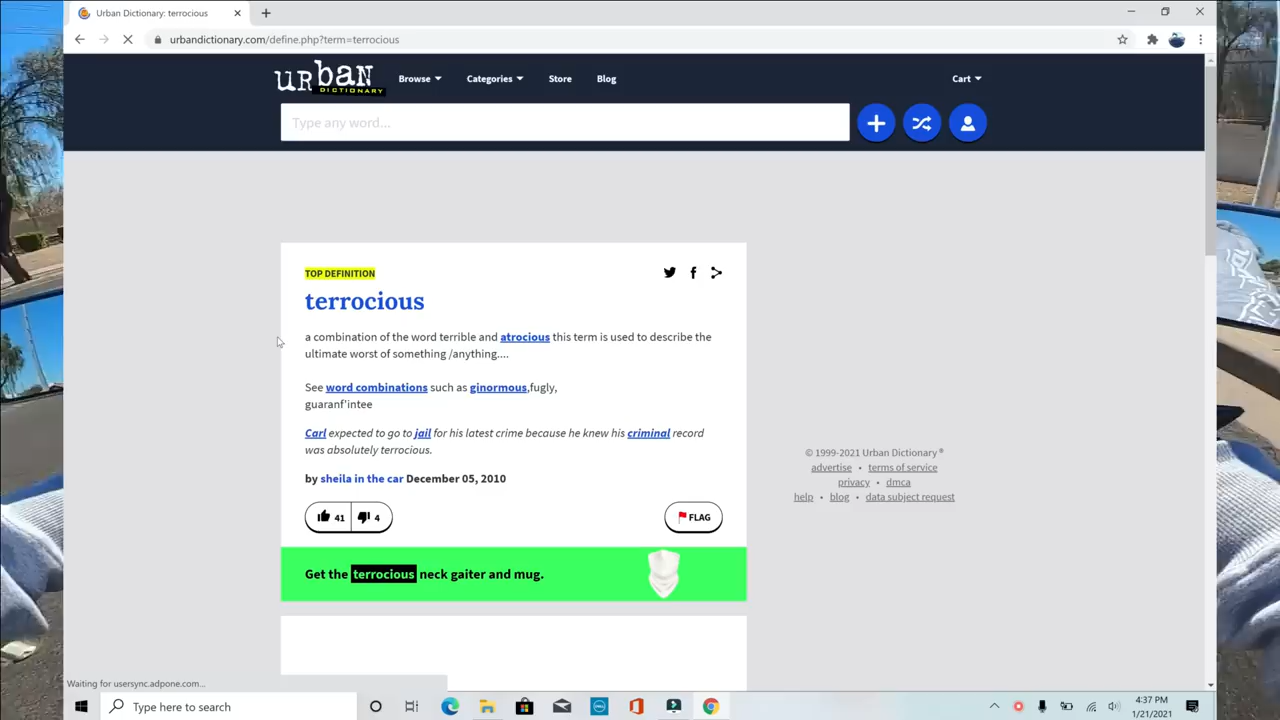 Urban Dictionary: terrocious
urbandictionary.com/define.php?term=terrocious
urban
DICTIONARY
Browse
Categories
Store
Blog
Cart
Type any word...
TOP DEFINITION
terrocious
a combination of the word terrible and atrocious this term is used to describe the
ultimate worst of something /anything....
See word combinations such as ginormous,fugly,
guaranf'intee
Carl expected to go to jail for his latest crime because he knew his criminal record
was absolutely terrocious.
by sheila in the car December 05, 2010
41
4
FLAG
Get the terrocious neck gaiter and mug.
© 1999-2021 Urban Dictionary ®
advertise • terms of service
privacy • dmca
help • blog • data subject request
Waiting for usersync.adpone.com...
Type here to search
4:37 PM
1/21/2021